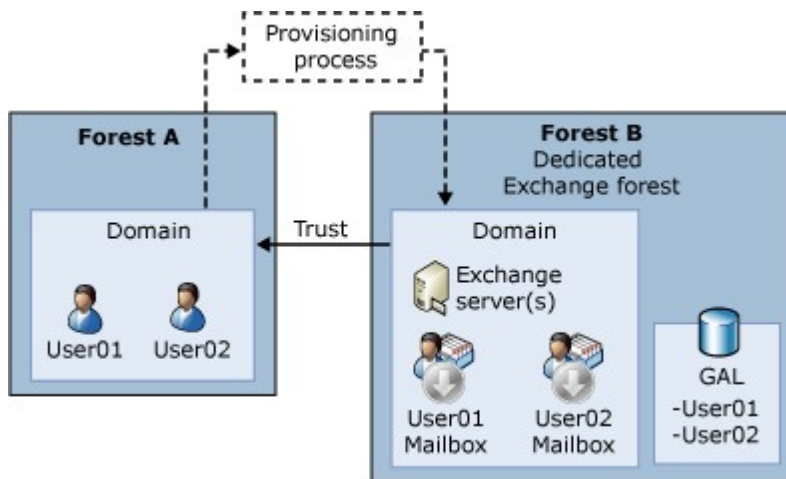 Provisioning
process
Forest A
Domain
User01
User02
Trust
Forest B
Dedicated
Exchange forest
Domain
Exchange
server(s)
User01
Mailbox
User02
Mailbox
GAL
-User01
-User02